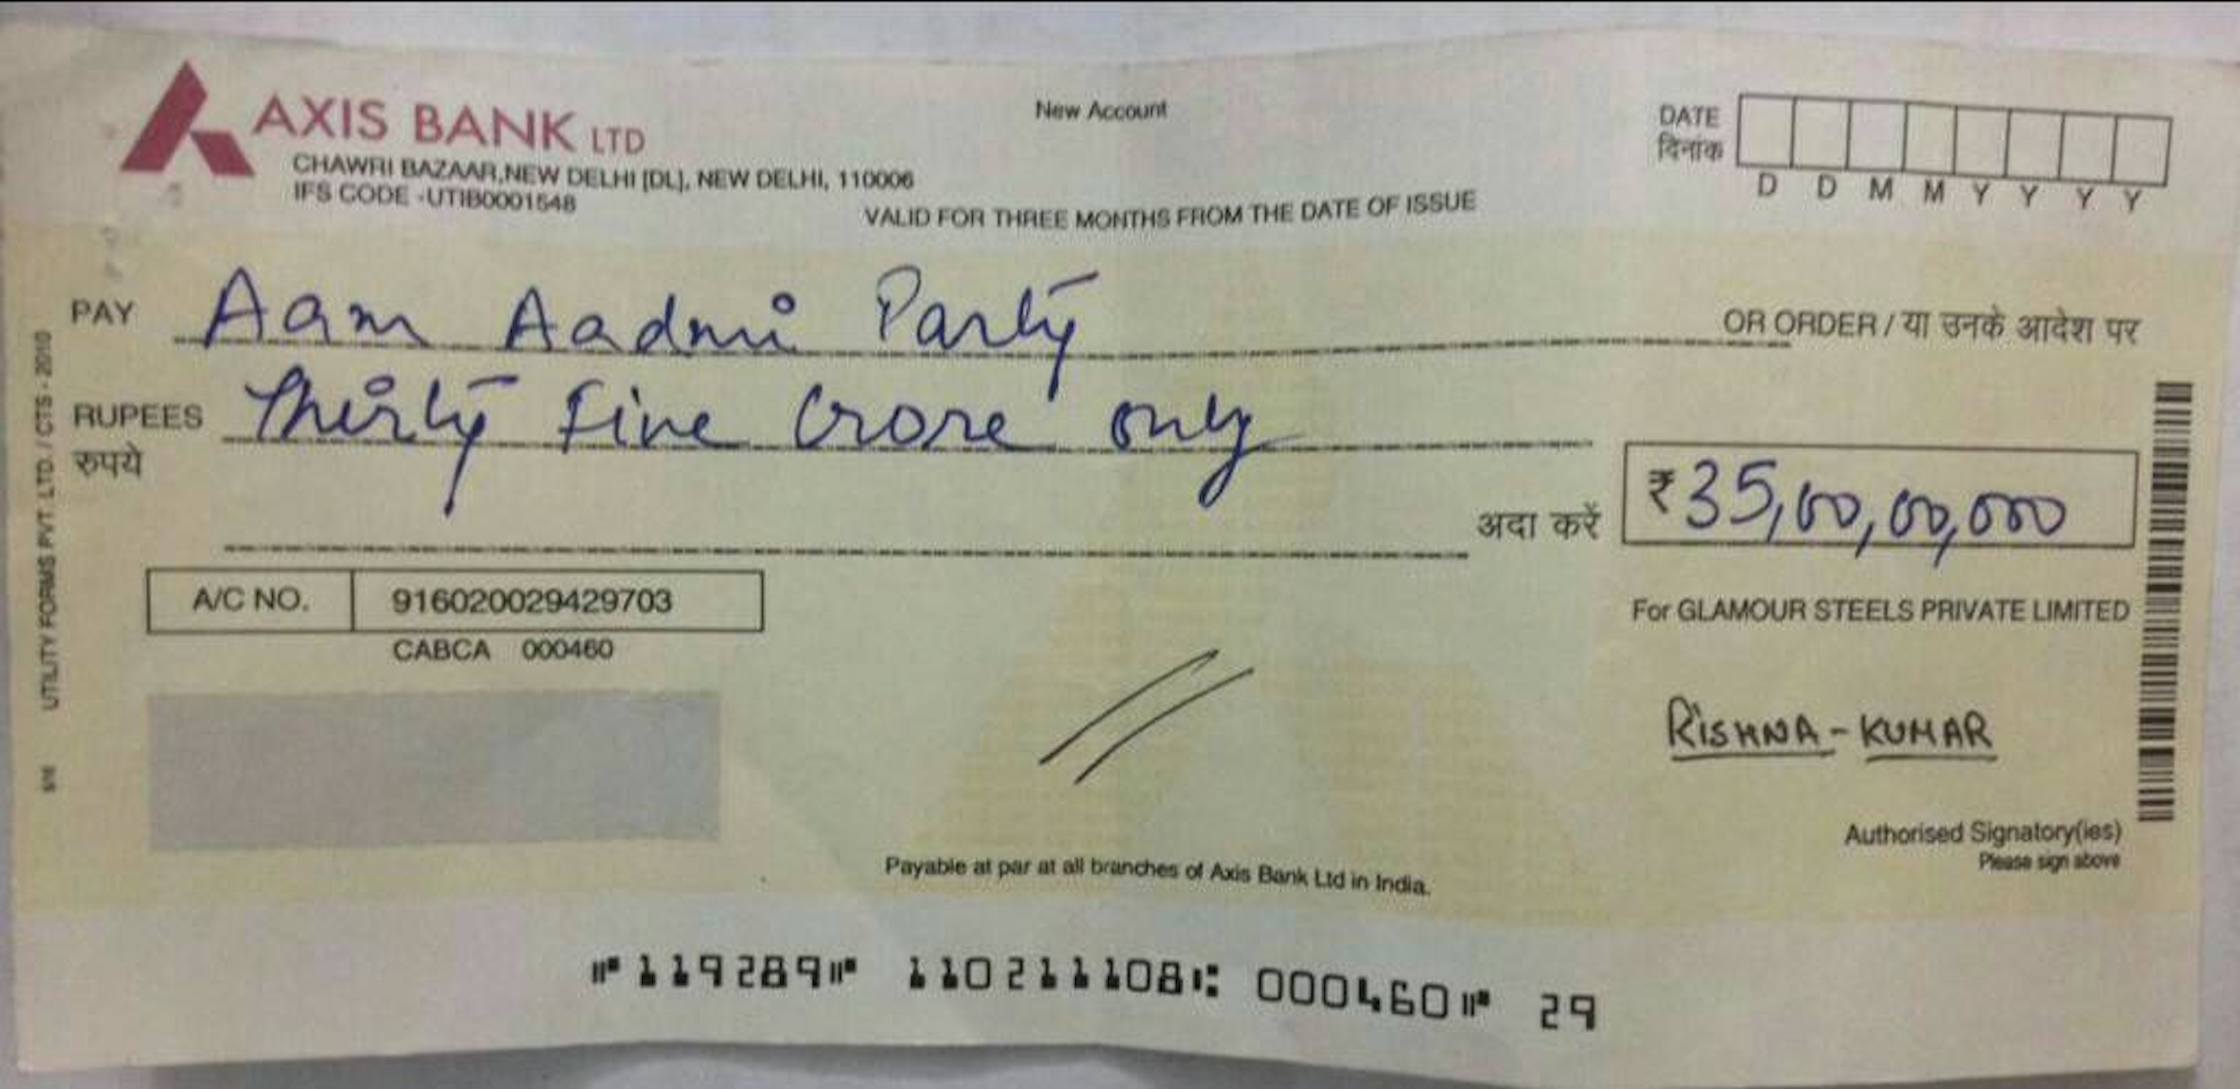 AXIS BANK LTD
CHAWRI BAZAAR,NEW DELHI [DL], NEW DELHI, 110006
IFS CODE -UTIB0001548
New Account
VALID FOR THREE MONTHS FROM THE DATE OF ISSUE
DATE
दिनांक
D D M M Y Y Y Y
PAY Aam Aadmi Party OR ORDER / या उनके आदेश पर
RUPEES Thirty Five Crore only
रुपये
अदा करें ₹ 35,00,00,000
A/C NO. 916020029429703
CABCA 000460
For GLAMOUR STEELS PRIVATE LIMITED
RISHNA-KUMAR
Authorised Signatory(ies)
Please sign above
Payable at par at all branches of Axis Bank Ltd in India.
⑈119289⑈ 110211108⑆ 000460⑈ 29
UTILITY FORMS PVT. LTD. / CTS - 2010